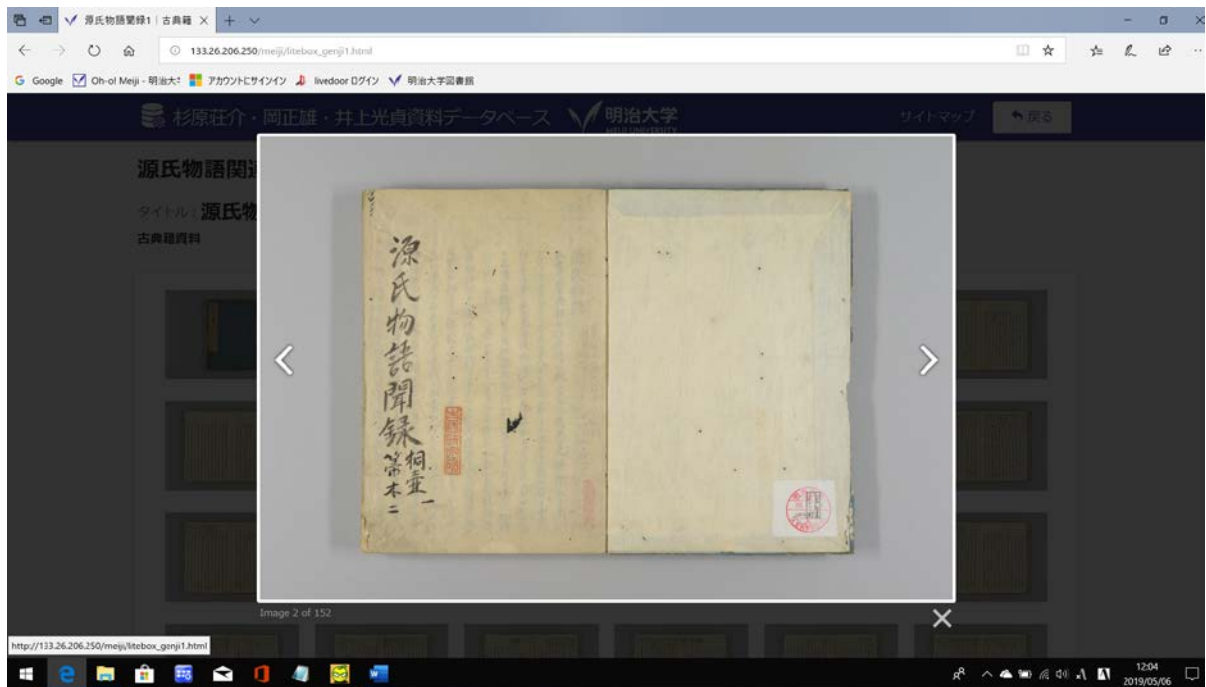 源氏物語聞録1 | 古典籍
133.26.206.250/meiji/litebox_genji1.html
Google
Oh-o! Meiji - 明治大
アカウントにサインイン
livedoor ログイン
明治大学図書館
杉原荘介・岡正雄・井上光貞資料データベース
明治大学
MEIJI UNIVERSITY
サイトマップ
戻る
源氏物語関
タイトル : 源氏物
古典籍資料
源氏物語聞録
桐壷一
箒木二
Image 2 of 152
http://133.26.206.250/meiji/litebox_genji1.html
12:04
2019/05/06